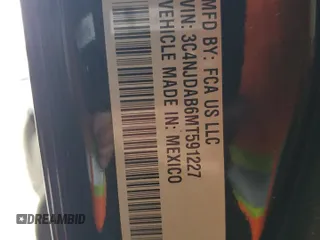 MFD BY: FCA US LLC
VIN: 3C4NJDAB6MT591227
VEHICLE MADE IN: MEXICO
DREAMBID